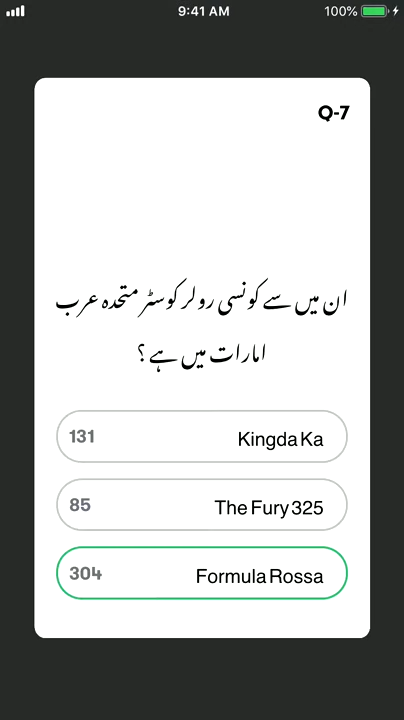 9:41 AM
100%
Q-7
ان میں سے کونسی رولر کوسٹر متحدہ عرب
امارات میں ہے ؟
131 Kingda Ka
85 The Fury 325
304 Formula Rossa